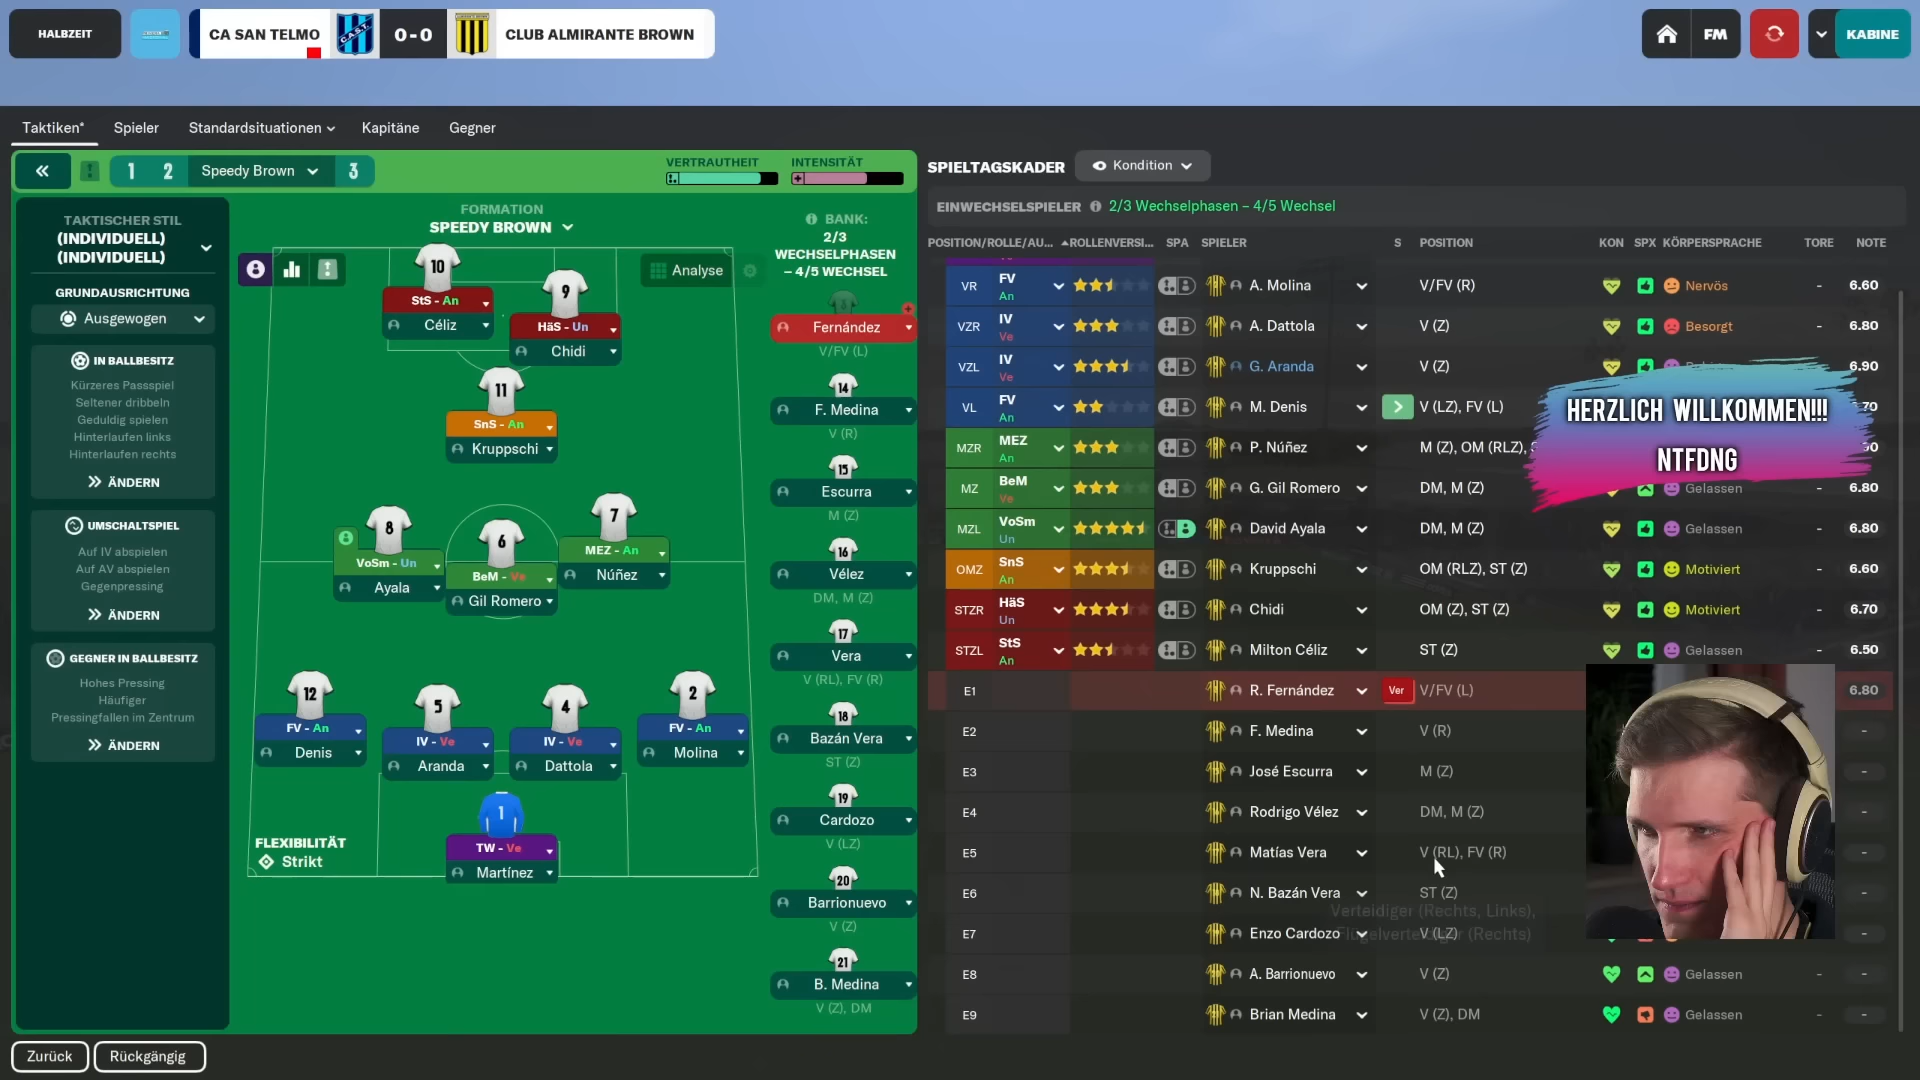 HALBZEIT
CA SAN TELMO
0-0
CLUB ALMIRANTE BROWN
FM
KABINE
Taktiken*
Spieler
Standardsituationen
Kapitäne
Gegner
1 2 Speedy Brown 3
VERTRAUTHEIT
INTENSITÄT
TAKTISCHER STIL
(INDIVIDUELL)
(INDIVIDUELL)
GRUNDAUSRICHTUNG
Ausgewogen
IN BALLBESITZ
Kürzeres Passspiel
Seltener dribbeln
Geduldig spielen
Hinterlaufen links
Hinterlaufen rechts
ÄNDERN
UMSCHALTSPIEL
Auf IV abspielen
Auf AV abspielen
Gegenpressing
ÄNDERN
GEGNER IN BALLBESITZ
Hohes Pressing
Häufiger
Pressingfallen im Zentrum
ÄNDERN
FORMATION
SPEEDY BROWN
Analyse
10
StS - An
Céliz
9
HäS - Un
Chidi
11
SnS - An
Kruppschi
8
VoSm - Un
Ayala
6
BeM - Ve
Gil Romero
7
MEZ - An
Núñez
12
FV - An
Denis
5
IV - Ve
Aranda
4
IV - Ve
Dattola
2
FV - An
Molina
1
TW - Ve
Martínez
FLEXIBILITÄT
Strikt
BANK:
2/3
WECHSELPHASEN
– 4/5 WECHSEL
Fernández
V/FV (L)
14
F. Medina
V (R)
15
Escurra
M (Z)
16
Vélez
DM, M (Z)
17
Vera
V (RL), FV (R)
18
Bazán Vera
ST (Z)
19
Cardozo
V (LZ)
20
Barrionuevo
V (Z)
21
B. Medina
V (Z), DM
SPIELTAGSKADER
Kondition
EINWECHSELSPIELER 2/3 Wechselphasen – 4/5 Wechsel
POSITION/ROLLE/AU... ROLLENVERSI... SPA SPIELER S POSITION KON SPX KÖRPERSPRACHE TORE NOTE
VR FV An A. Molina V/FV (R) Nervös - 6.60
VZR IV Ve A. Dattola V (Z) Besorgt - 6.80
VZL IV Ve G. Aranda V (Z) 6.90
VL FV An M. Denis V (LZ), FV (L)
MZR MEZ An P. Núñez M (Z), OM (RLZ),
MZ BeM Ve G. Gil Romero DM, M (Z) Gelassen - 6.80
MZL VoSm Un David Ayala DM, M (Z) Gelassen - 6.80
OMZ SnS An Kruppschi OM (RLZ), ST (Z) Motiviert - 6.60
STZR HäS Un Chidi OM (Z), ST (Z) Motiviert - 6.70
STZL StS An Milton Céliz ST (Z) Gelassen - 6.50
E1 R. Fernández Ver V/FV (L) 6.80
E2 F. Medina V (R) -
E3 José Escurra M (Z) -
E4 Rodrigo Vélez DM, M (Z) -
E5 Matías Vera V (RL), FV (R) -
E6 N. Bazán Vera ST (Z) -
Verteidiger (Rechts, Links),
E7 Enzo Cardozo V (LZ) -
Flügelverteidiger (Rechts)
E8 A. Barrionuevo V (Z) Gelassen - -
E9 Brian Medina V (Z), DM Gelassen - -
HERZLICH WILLKOMMEN!!!
NTFDNG
Zurück
Rückgängig